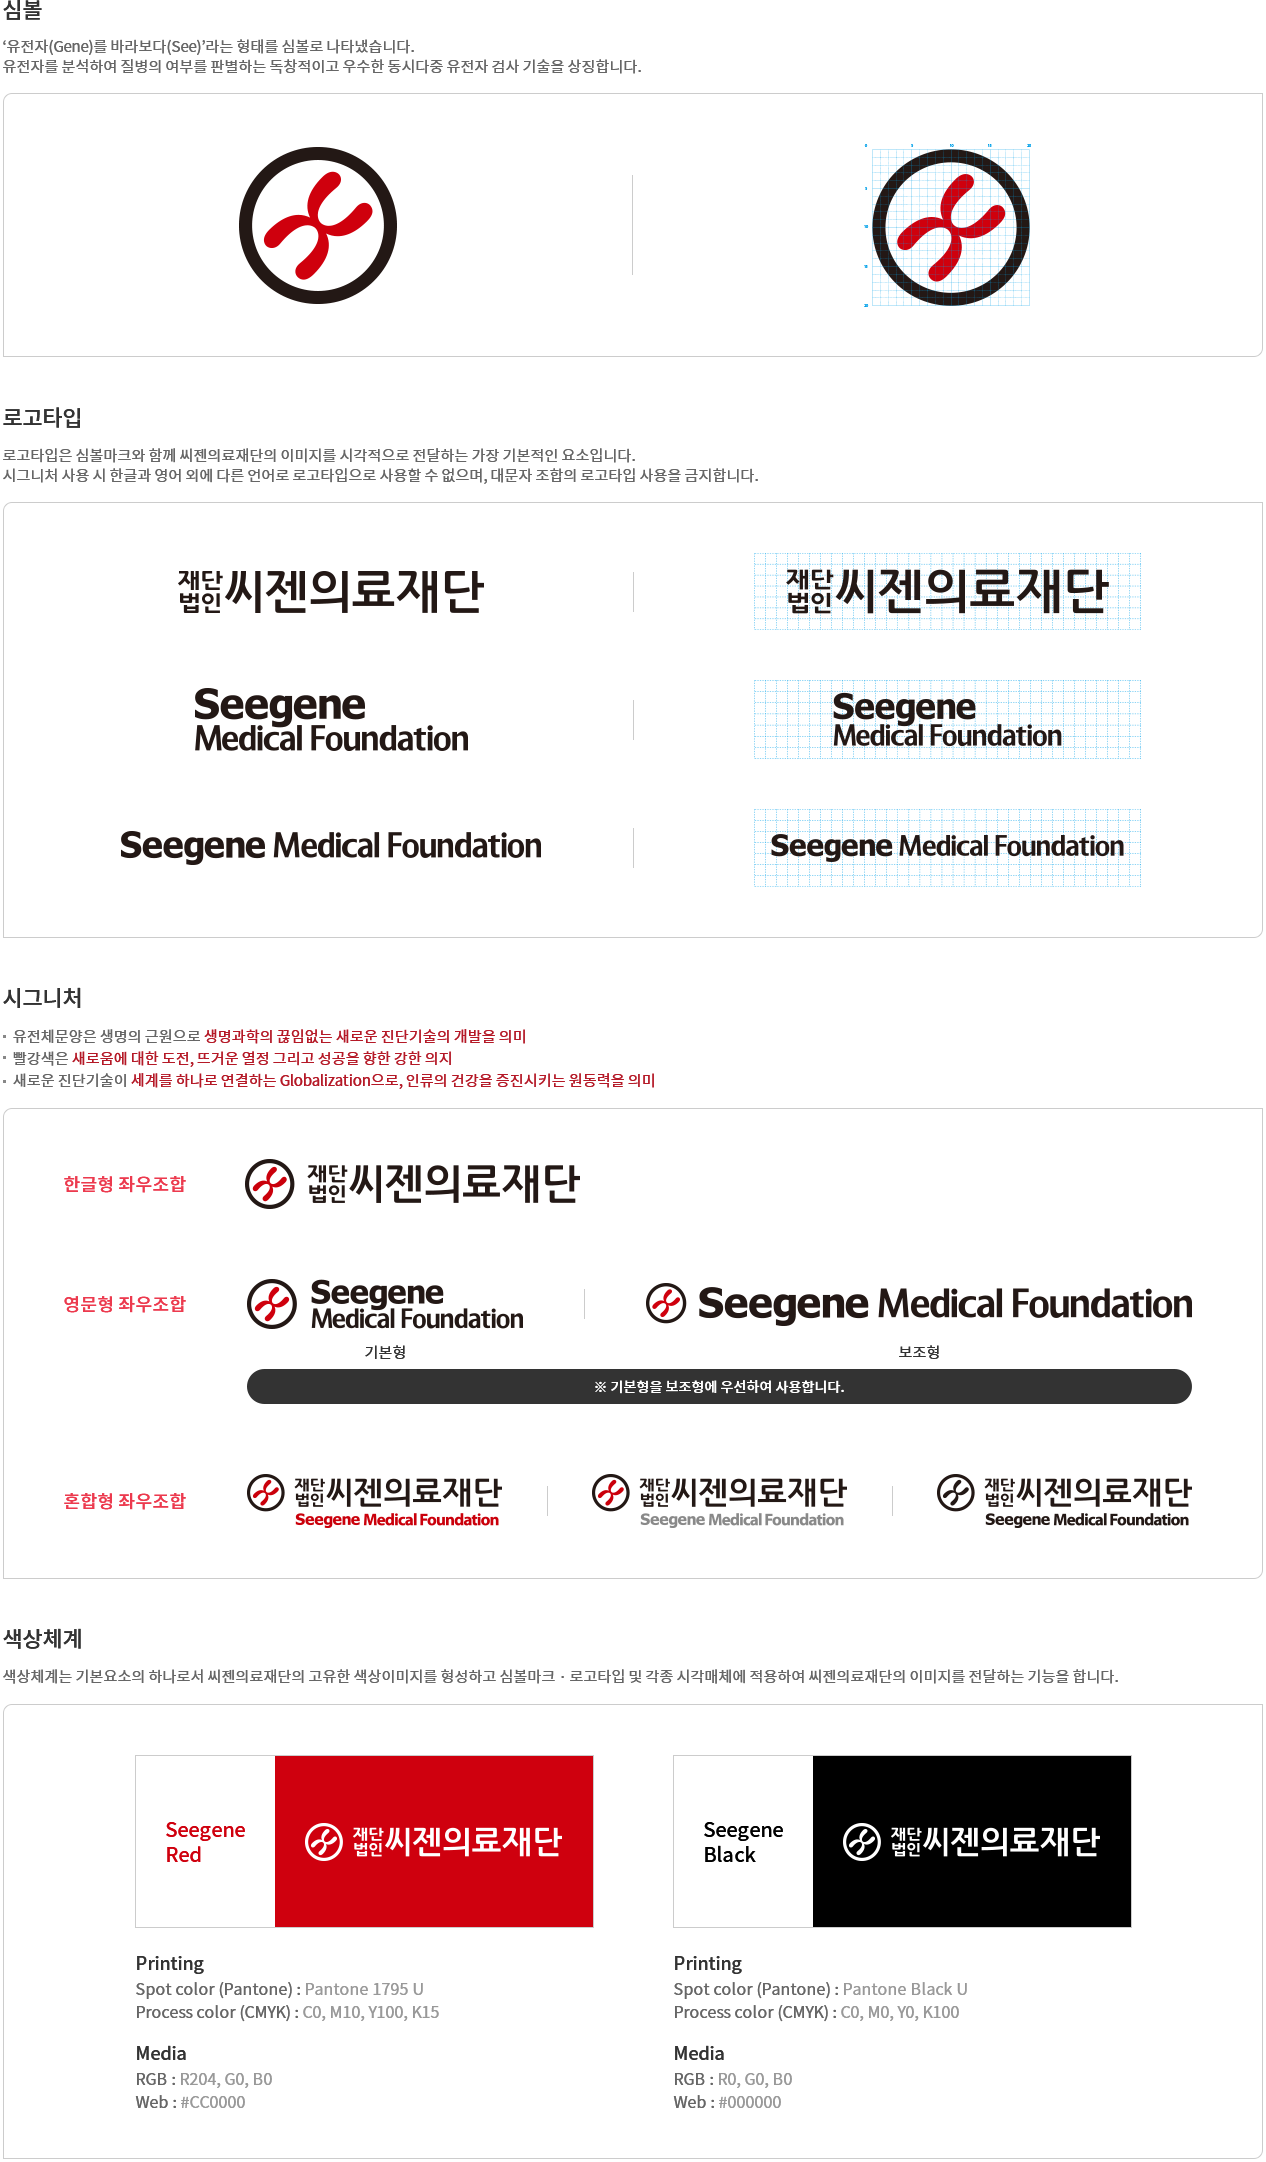 심볼
‘유전자(Gene)를 바라보다(See)’라는 형태를 심볼로 나타냈습니다.
유전자를 분석하여 질병의 여부를 판별하는 독창적이고 우수한 동시다중 유전자 검사 기술을 상징합니다.
로고타입
로고타입은 심볼마크와 함께 씨젠의료재단의 이미지를 시각적으로 전달하는 가장 기본적인 요소입니다.
시그니처 사용 시 한글과 영어 외에 다른 언어로 로고타입으로 사용할 수 없으며, 대문자 조합의 로고타입 사용을 금지합니다.
재단법인 씨젠의료재단
재단법인 씨젠의료재단
Seegene
Medical Foundation
Seegene
Medical Foundation
Seegene Medical Foundation
Seegene Medical Foundation
시그니처
· 유전체문양은 생명의 근원으로 생명과학의 끊임없는 새로운 진단기술의 개발을 의미
· 빨강색은 새로움에 대한 도전, 뜨거운 열정 그리고 성공을 향한 강한 의지
· 새로운 진단기술이 세계를 하나로 연결하는 Globalization으로, 인류의 건강을 증진시키는 원동력을 의미
한글형 좌우조합
재단법인 씨젠의료재단
영문형 좌우조합
Seegene
Medical Foundation
Seegene Medical Foundation
기본형
보조형
※ 기본형을 보조형에 우선하여 사용합니다.
혼합형 좌우조합
재단법인 씨젠의료재단
Seegene Medical Foundation
재단법인 씨젠의료재단
Seegene Medical Foundation
재단법인 씨젠의료재단
Seegene Medical Foundation
색상체계
색상체계는 기본요소의 하나로서 씨젠의료재단의 고유한 색상이미지를 형성하고 심볼마크 · 로고타입 및 각종 시각매체에 적용하여 씨젠의료재단의 이미지를 전달하는 기능을 합니다.
Seegene
Red
재단법인 씨젠의료재단
Printing
Spot color (Pantone) : Pantone 1795 U
Process color (CMYK) : C0, M10, Y100, K15
Media
RGB : R204, G0, B0
Web : #CC0000
Seegene
Black
재단법인 씨젠의료재단
Printing
Spot color (Pantone) : Pantone Black U
Process color (CMYK) : C0, M0, Y0, K100
Media
RGB : R0, G0, B0
Web : #000000